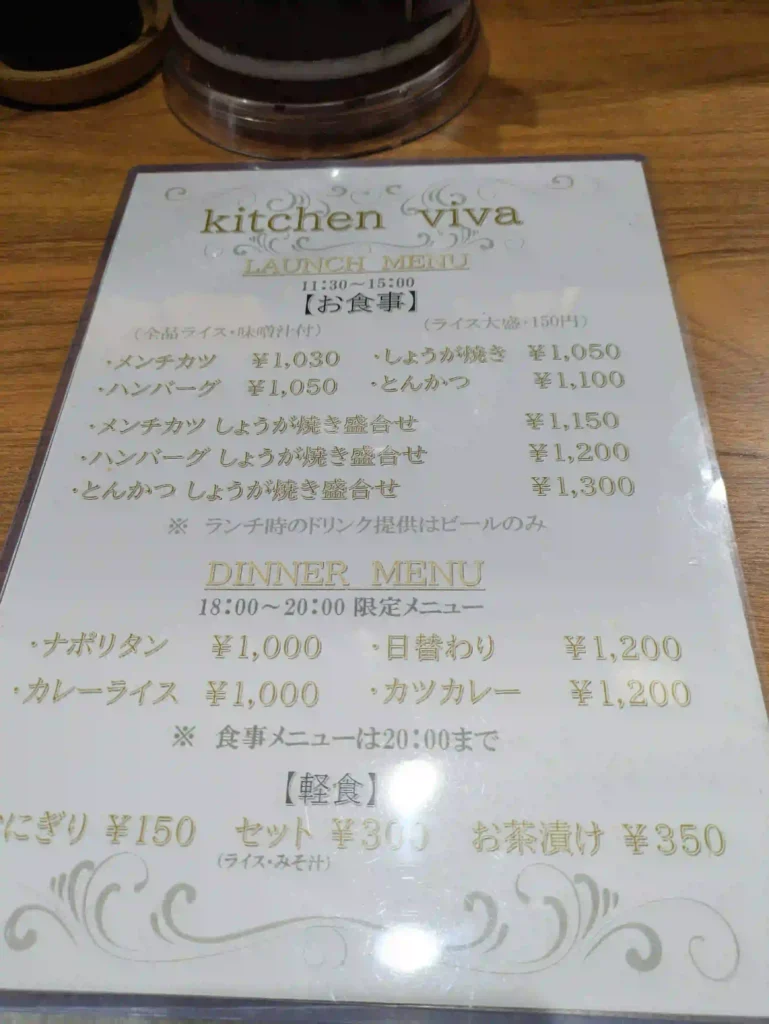 kitchen viva
LAUNCH MENU
11:30～15:00
【お食事】
(全品ライス・味噌汁付) (ライス大盛・150円)
・メンチカツ ¥1,030 ・しょうが焼き ¥1,050
・ハンバーグ ¥1,050 ・とんかつ ¥1,100
・メンチカツ しょうが焼き盛合せ ¥1,150
・ハンバーグ しょうが焼き盛合せ ¥1,200
・とんかつ しょうが焼き盛合せ ¥1,300
※ ランチ時のドリンク提供はビールのみ
DINNER MENU
18:00～20:00 限定メニュー
・ナポリタン ¥1,000 ・日替わり ¥1,200
・カレーライス ¥1,000 ・カツカレー ¥1,200
※ 食事メニューは20:00まで
【軽食】
にぎり ¥150 セット ¥300 お茶漬け ¥350
(ライス・みそ汁)